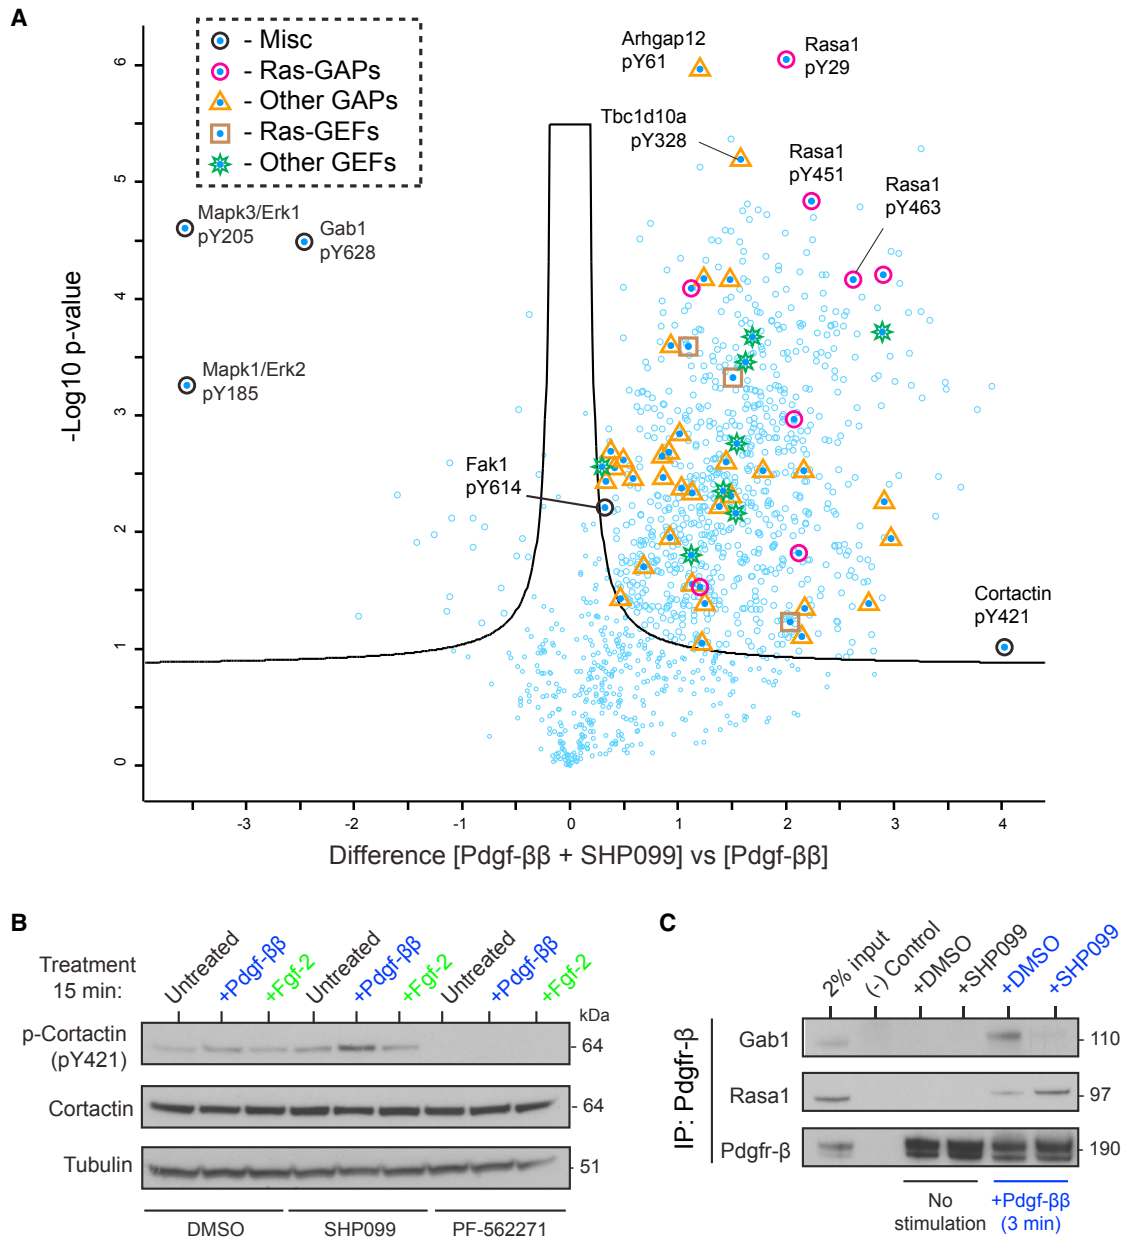 A
- Misc
- Ras-GAPs
- Other GAPs
- Ras-GEFs
- Other GEFs
Arhgap12
pY61
Rasa1
pY29
Tbc1d10a
pY328
Rasa1
pY451
Rasa1
pY463
Mapk3/Erk1
pY205
Gab1
pY628
Mapk1/Erk2
pY185
Fak1
pY614
Cortactin
pY421
-Log10 p-value
6
5
4
3
2
1
0
-3
-2
-1
0
1
2
3
4
Difference [Pdgf-ββ + SHP099] vs [Pdgf-ββ]
B
Treatment
15 min:
Untreated
+Pdgf-ββ
+Fgf-2
Untreated
+Pdgf-ββ
+Fgf-2
Untreated
+Pdgf-ββ
+Fgf-2
kDa
p-Cortactin
(pY421)
- 64
Cortactin
- 64
Tubulin
- 51
DMSO
SHP099
PF-562271
C
2% input
(-) Control
+DMSO
+SHP099
+DMSO
+SHP099
IP: Pdgfr-β
Gab1
- 110
Rasa1
- 97
Pdgfr-β
- 190
No
stimulation
+Pdgf-ββ
(3 min)